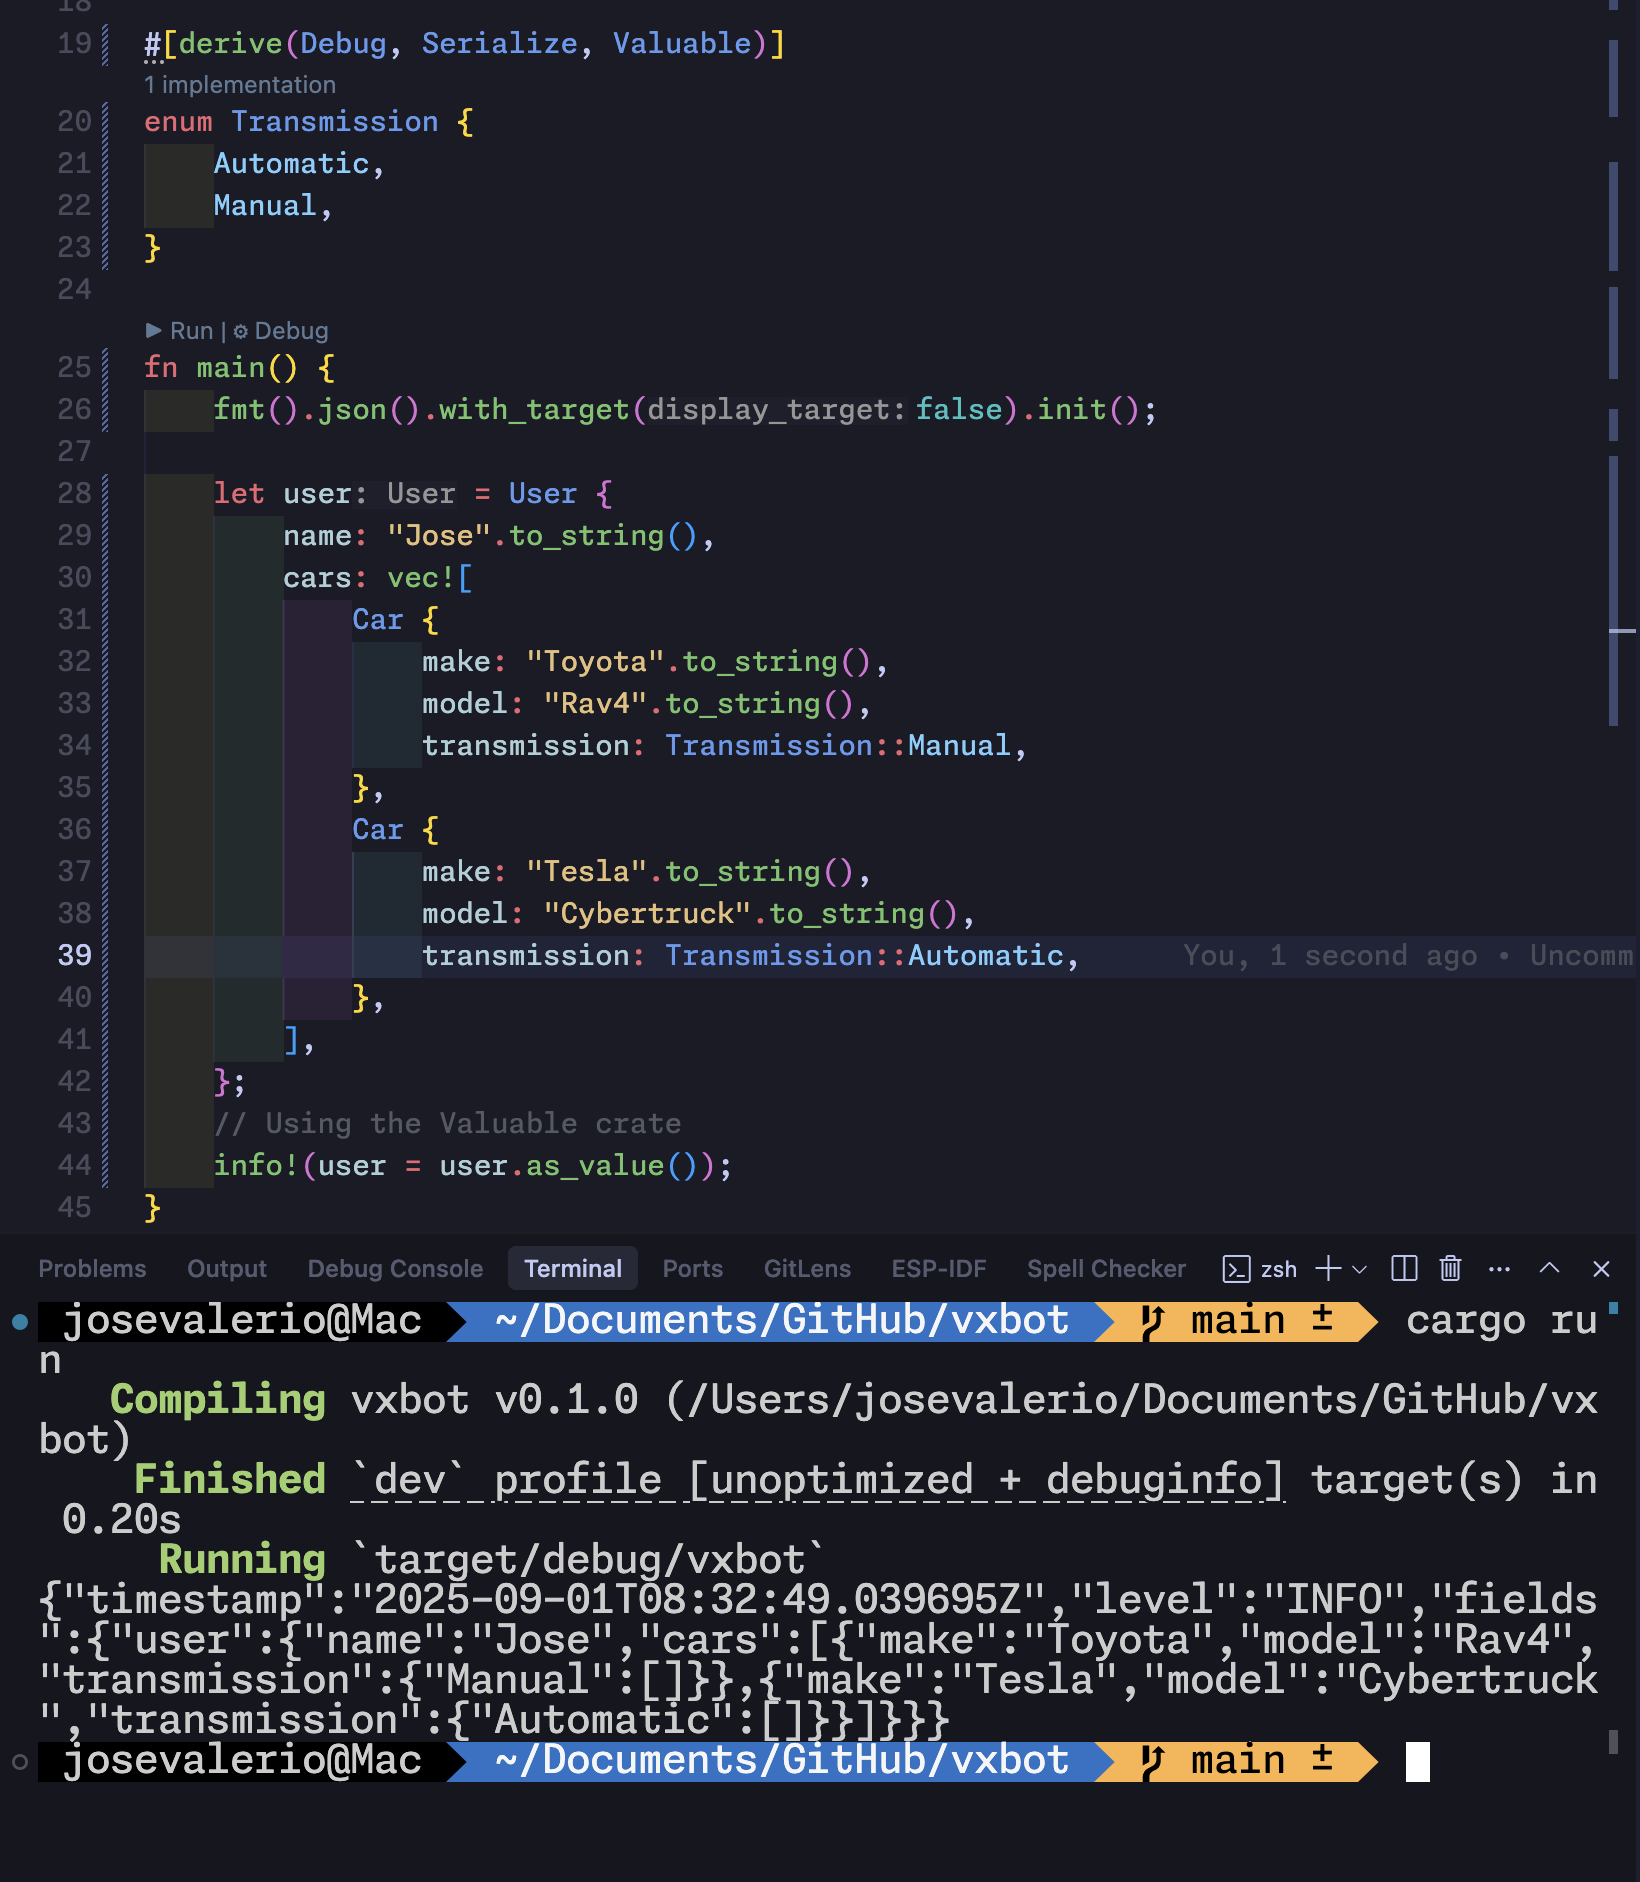 18
19 #[derive(Debug, Serialize, Valuable)]
1 implementation
20 enum Transmission {
21 Automatic,
22 Manual,
23 }
24
▶ Run | ⚙ Debug
25 fn main() {
26 fmt().json().with_target(display_target: false).init();
27
28 let user: User = User {
29 name: "Jose".to_string(),
30 cars: vec![
31 Car {
32 make: "Toyota".to_string(),
33 model: "Rav4".to_string(),
34 transmission: Transmission::Manual,
35 },
36 Car {
37 make: "Tesla".to_string(),
38 model: "Cybertruck".to_string(),
39 transmission: Transmission::Automatic, You, 1 second ago • Uncomm
40 },
41 ],
42 };
43 // Using the Valuable crate
44 info!(user = user.as_value());
45 }
Problems Output Debug Console Terminal Ports GitLens ESP-IDF Spell Checker zsh
josevalerio@Mac ~/Documents/GitHub/vxbot main ± cargo ru
n
Compiling vxbot v0.1.0 (/Users/josevalerio/Documents/GitHub/vx
bot)
Finished `dev` profile [unoptimized + debuginfo] target(s) in
0.20s
Running `target/debug/vxbot`
{"timestamp":"2025-09-01T08:32:49.039695Z","level":"INFO","fields
":{"user":{"name":"Jose","cars":[{"make":"Toyota","model":"Rav4",
"transmission":{"Manual":[]}},{"make":"Tesla","model":"Cybertruck
","transmission":{"Automatic":[]}}]}}}
josevalerio@Mac ~/Documents/GitHub/vxbot main ±